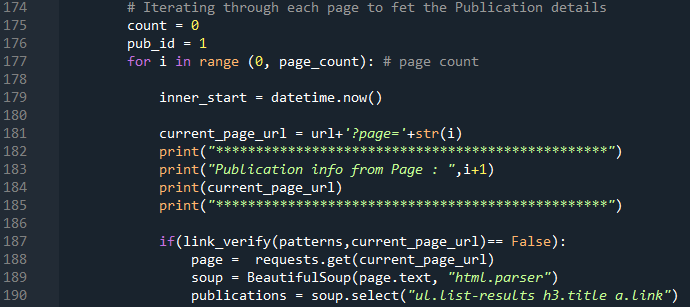 174 # Iterating through each page to fet the Publication details
175 count = 0
176 pub_id = 1
177 for i in range (0, page_count): # page count
178
179 inner_start = datetime.now()
180
181 current_page_url = url+'?page='+str(i)
182 print("*************************************************")
183 print("Publication info from Page : ",i+1)
184 print(current_page_url)
185 print("*************************************************")
186
187 if(link_verify(patterns,current_page_url)== False):
188 page =  requests.get(current_page_url)
189 soup = BeautifulSoup(page.text, "html.parser")
190 publications = soup.select("ul.list-results h3.title a.link")